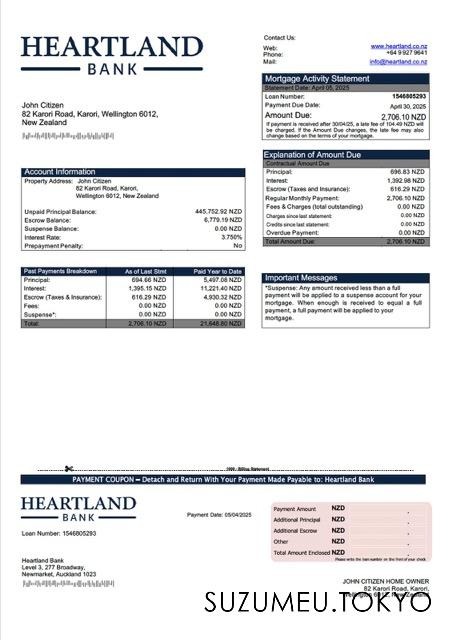 HEARTLAND
BANK
Contact Us:
Web: www.heartland.co.nz
Phone: +64 9 927 9641
Mail: info@heartland.co.nz
Mortgage Activity Statement
Statement Date: April 05, 2025
Loan Number: 1546805293
Payment Due Date: April 30, 2025
Amount Due: 2,706.10 NZD
If payment is received after 30/04/25, a late fee of 104.49 NZD will
be charged. If the Amount Due changes, the late fee may also
change based on the terms of your mortgage.
John Citizen
82 Karori Road, Karori, Wellington 6012,
New Zealand
Explanation of Amount Due
Contractual Amount Due
Principal: 696.83 NZD
Interest: 1,392.98 NZD
Escrow (Taxes and Insurance): 616.29 NZD
Regular Monthly Payment: 2,706.10 NZD
Fees & Charges (total outstanding) 0.00 NZD
Charges since last statement: 0.00 NZD
Credits since last statement: 0.00 NZD
Overdue Payment: 0.00 NZD
Total Amount Due: 2,706.10 NZD
Account Information
Property Address: John Citizen
82 Karori Road, Karori,
Wellington 6012, New Zealand
Unpaid Principal Balance: 445,752.92 NZD
Escrow Balance: 6,779.19 NZD
Suspense Balance: 0.00 NZD
Interest Rate: 3.750%
Prepayment Penalty: No
Past Payments Breakdown As of Last Stmt Paid Year to Date
Principal: 694.66 NZD 5,497.08 NZD
Interest: 1,395.15 NZD 11,221.40 NZD
Escrow (Taxes & Insurance): 616.29 NZD 4,930.32 NZD
Fees: 0.00 NZD 0.00 NZD
Suspense*: 0.00 NZD 0.00 NZD
Total: 2,706.10 NZD 21,648.80 NZD
Important Messages
*Suspense: Any amount received less than a full
payment will be applied to a suspense account for your
mortgage. When enough is received to equal a full
payment, a full payment will be applied to your
mortgage.
Billing Statement
PAYMENT COUPON – Detach and Return With Your Payment Made Payable to: Heartland Bank
HEARTLAND
BANK
Payment Date: 05/04/2025
Loan Number: 1546805293
Payment Amount NZD
Additional Principal NZD
Additional Escrow NZD
Other NZD
Total Amount Enclosed NZD
Please write the loan number on the front of your check
Heartland Bank
Level 3, 277 Broadway,
Newmarket, Auckland 1023
JOHN CITIZEN HOME OWNER
82 Karori Road, Karori,
SUZUMEU.TOKYO